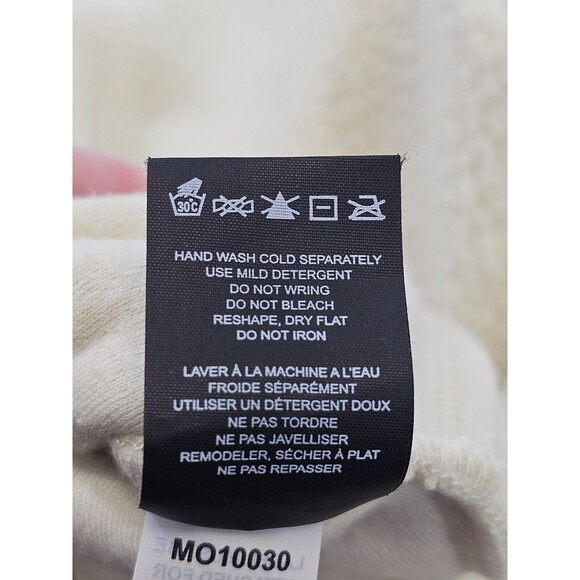 30°C
HAND WASH COLD SEPARATELY
USE MILD DETERGENT
DO NOT WRING
DO NOT BLEACH
RESHAPE, DRY FLAT
DO NOT IRON
LAVER À LA MACHINE A L'EAU
FROIDE SÉPARÉMENT
UTILISER UN DÉTERGENT DOUX
NE PAS TORDRE
NE PAS JAVELLISER
REMODELER, SÉCHER À PLAT
NE PAS REPASSER
MO10030